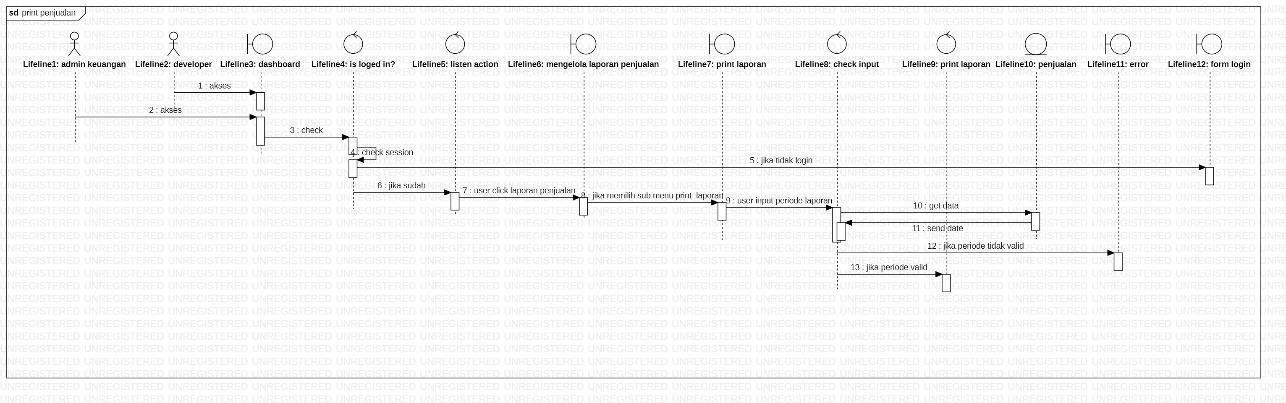 sd print penjualan
Lifeline1: admin keuangan
Lifeline2: developer
Lifeline3: dashboard
Lifeline4: is loged in?
Lifeline5: listen action
Lifeline6: mengelola laporan penjualan
Lifeline7: print laporan
Lifeline8: check input
Lifeline9: print laporan
Lifeline10: penjualan
Lifeline11: error
Lifeline12: form login
1 : akses
2 : akses
3 : check
4 : check session
5 : jika tidak login
6 : jika sudah
7 : user click laporan penjualan
8 : jika memilih sub menu print laporan
9 : user input periode laporan
10 : get data
11 : send date
12 : jika periode tidak valid
13 : jika periode valid
UNREGISTERED